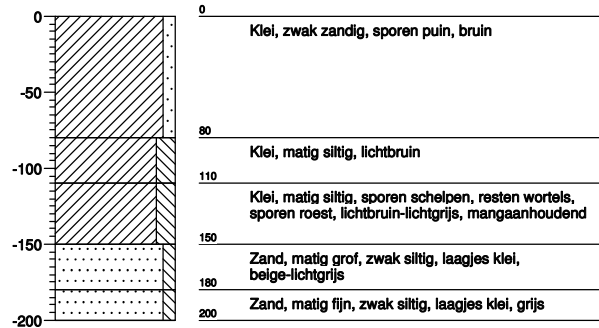 0
0
Klei, zwak zandig, sporen puin, bruin
-50
80
Klei, matig siltig, lichtbruin
-100
110
Klei, matig siltig, sporen schelpen, resten wortels,
sporen roest, lichtbruin-lichtgrijs, mangaanhoudend
-150
150
Zand, matig grof, zwak siltig, laagjes klei,
beige-lichtgrijs
180
Zand, matig fijn, zwak siltig, laagjes klei, grijs
-200
200